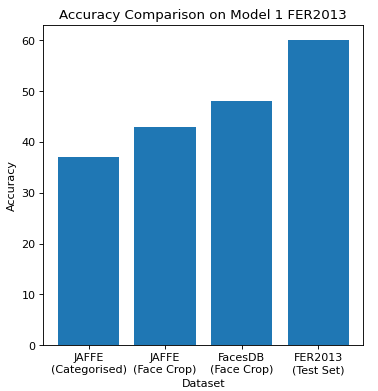 Accuracy Comparison on Model 1 FER2013
60
50
40
30
20
10
0
Accuracy
JAFFE
(Categorised)
JAFFE
(Face Crop)
FacesDB
(Face Crop)
FER2013
(Test Set)
Dataset